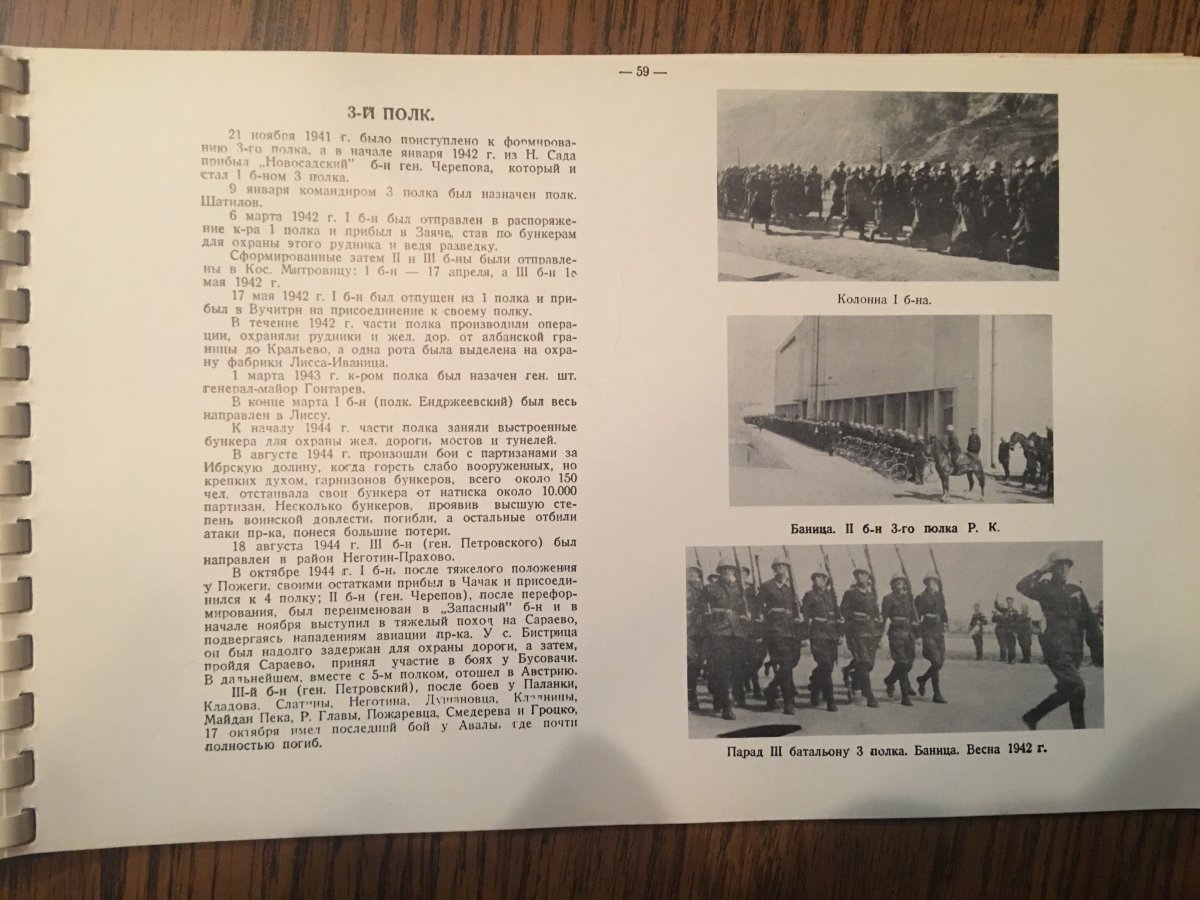 — 59 —
3-Й ПОЛК.
21 ноября 1941 г. было приступлено к формирова-
нию 3-го полка, а в начале января 1942 г. из Н. Сада
прибыл „Новосадский" б-н ген. Черепова, который и
стал I б-ном 3 полка.
9 января командиром 3 полка был назначен полк.
Шатилов.
6 марта 1942 г. I б-н был отправлен в распоряже-
ние к-ра 1 полка и прибыл в Заяче, став по бункерам
для охраны этого рудника и ведя разведку.
Сформированные затем II и III б-ны были отправле-
ны в Кос. Митровицу: I б-н — 17 апреля, а III б-н 1е
мая 1942 г.
17 мая 1942 г. I б-н был отпущен из 1 полка и при-
был в Вучитрн на присоединение к своему полку.
В течение 1942 г. части полка производили опера-
ции, охраняли рудники и жел. дор. от албанской гра-
ницы до Кральево, а одна рота была выделена на охра-
ну фабрики Лисса-Иваница.
1 марта 1943 г. к-ром полка был назачен ген. шт.
генерал-майор Гонтарев.
В конце марта I б-н (полк. Ендржеевский) был весь
направлен в Лиссу.
К началу 1944 г. части полка заняли выстроенные
бункера для охраны жел. дороги, мостов и тунелей.
В августе 1944 г. произошли бои с партизанами за
Ибрскую долину, когда горсть слабо вооруженных, но
крепких духом, гарнизонов бункеров, всего около 150
чел. отстаивала свои бункера от натиска около 10.000
партизан. Несколько бункеров, проявив высшую сте-
пень воинской довлести, погибли, а остальные отбили
атаки пр-ка, понеся большие потери.
18 августа 1944 г. III б-н (ген. Петровского) был
направлен в район Неготин-Прахово.
В октябре 1944 г. I б-н, после тяжелого положения
у Пожеги, своими остатками прибыл в Чачак и присоеди-
нился к 4 полку; II б-н (ген. Черепов), после перефор-
мирования, был переименован в „Запасный" б-н и в
начале ноября выступил в тяжелый поход на Сараево,
подвергаясь нападениям авиации пр-ка. У с. Бистрица
он был надолго задержан для охраны дороги, а затем,
пройдя Сараево, принял участие в боях у Бусовачи.
В дальнейшем, вместе с 5-м полком, отошел в Австрию.
III-й б-н (ген. Петровский), после боев у Паланки,
Кладова, Слатины, Неготина, Душановца, Кладницы,
Майдан Пека, Р. Главы, Пожаревца, Смедерева и Гроцко,
17 октября имел последний бой у Авалы, где почти
полностью погиб.
Колонна I б-на.
Баница. II б-н 3-го полка Р. К.
Парад III батальону 3 полка. Баница. Весна 1942 г.